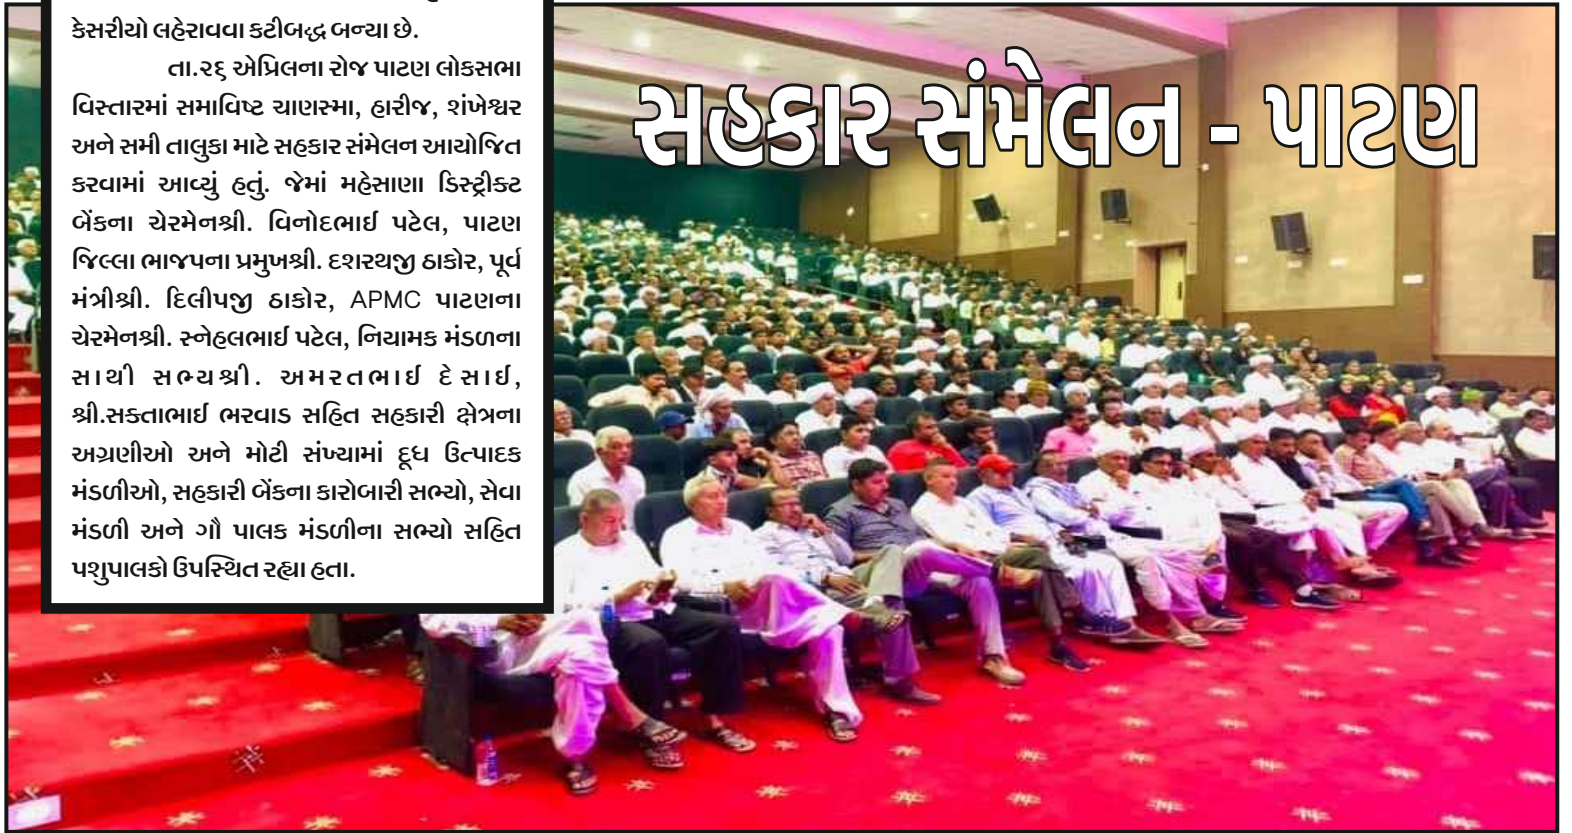 કેસરીયો લહેરાવવા કટીબદ્ધ બન્યા છે.
તા.૨૬ એપ્રિલના રોજ પાટણ લોકસભા
વિસ્તારમાં સમાવિષ્ટ ચાણસ્મા, હારીજ, શંખેશ્વર
અને સમી તાલુકા માટે સહકાર સંમેલન આયોજિત
કરવામાં આવ્યું હતું. જેમાં મહેસાણા ડિસ્ટ્રીક્ટ
બેંકના ચેરમેનશ્રી. વિનોદભાઈ પટેલ, પાટણ
જિલ્લા ભાજપના પ્રમુખશ્રી. દશરથજી ઠાકોર, પૂર્વ
મંત્રીશ્રી. દિલીપજી ઠાકોર, APMC પાટણના
ચેરમેનશ્રી. સ્નેહલભાઈ પટેલ, નિયામક મંડળના
સાથી સભ્યશ્રી. અમરતભાઈ દેસાઈ,
શ્રી.સક્તાભાઈ ભરવાડ સહિત સહકારી ક્ષેત્રના
અગ્રણીઓ અને મોટી સંખ્યામાં દૂધ ઉત્પાદક
મંડળીઓ, સહકારી બેંકના કારોબારી સભ્યો, સેવા
મંડળી અને ગૌ પાલક મંડળીના સભ્યો સહિત
પશુપાલકો ઉપસ્થિત રહ્યા હતા.
સહકાર સંમેલન - પાટણ